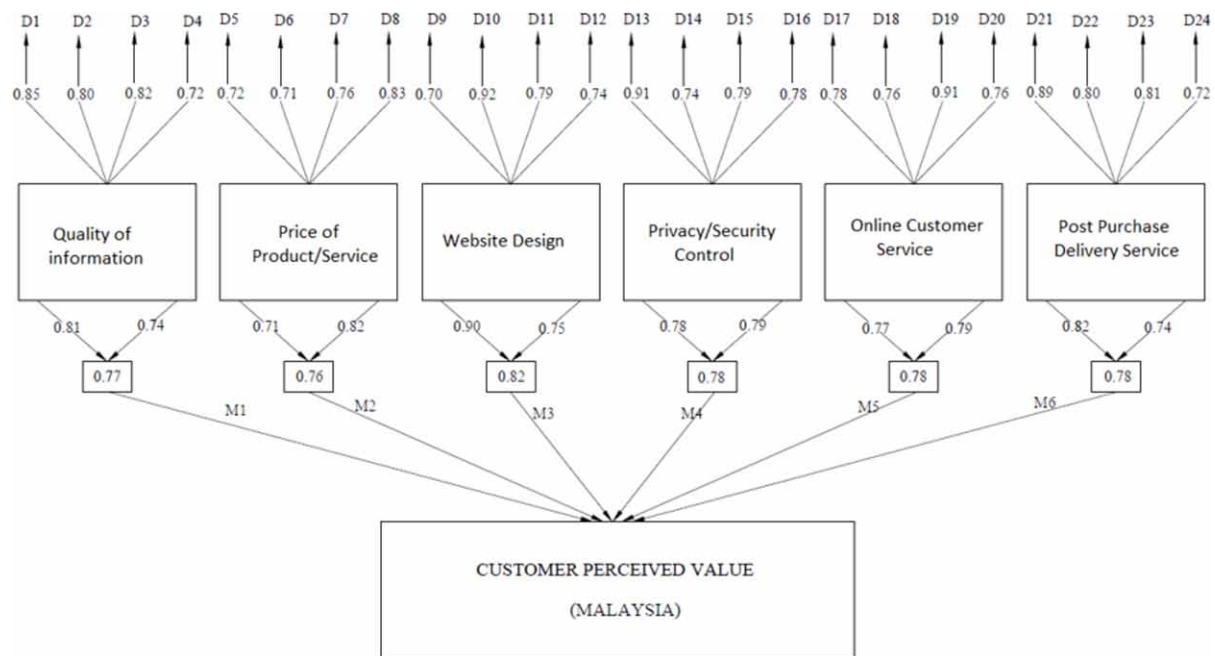 D1 D2 D3 D4 D5 D6 D7 D8 D9 D10 D11 D12 D13 D14 D15 D16 D17 D18 D19 D20 D21 D22 D23 D24
0.85 0.80 0.82 0.72 0.72 0.71 0.76 0.83 0.70 0.92 0.79 0.74 0.91 0.74 0.79 0.78 0.78 0.76 0.91 0.76 0.89 0.80 0.81 0.72
Quality of
information
Price of
Product/Service
Website Design
Privacy/Security
Control
Online Customer
Service
Post Purchase
Delivery Service
0.81 0.74 0.71 0.82 0.90 0.75 0.78 0.79 0.77 0.79 0.82 0.74
0.77 0.76 0.82 0.78 0.78 0.78
M1 M2 M3 M4 M5 M6
CUSTOMER PERCEIVED VALUE
(MALAYSIA)